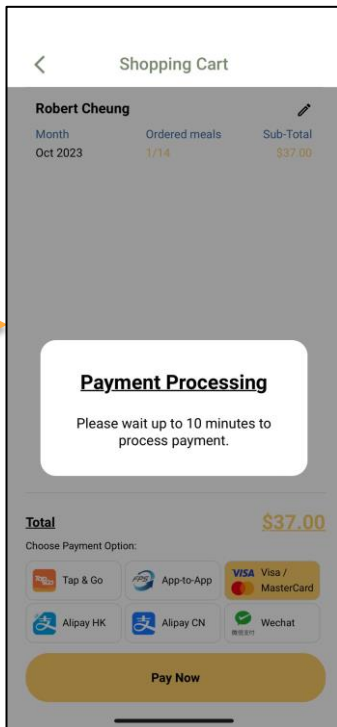 Shopping Cart
Robert Cheung
Month Ordered meals Sub-Total
Oct 2023 1/14 $37.00
Payment Processing
Please wait up to 10 minutes to
process payment.
Total $37.00
Choose Payment Option:
Tap & Go
FPS App-to-App
VISA Visa /
MasterCard
Alipay HK
Alipay CN
Wechat
Pay Now